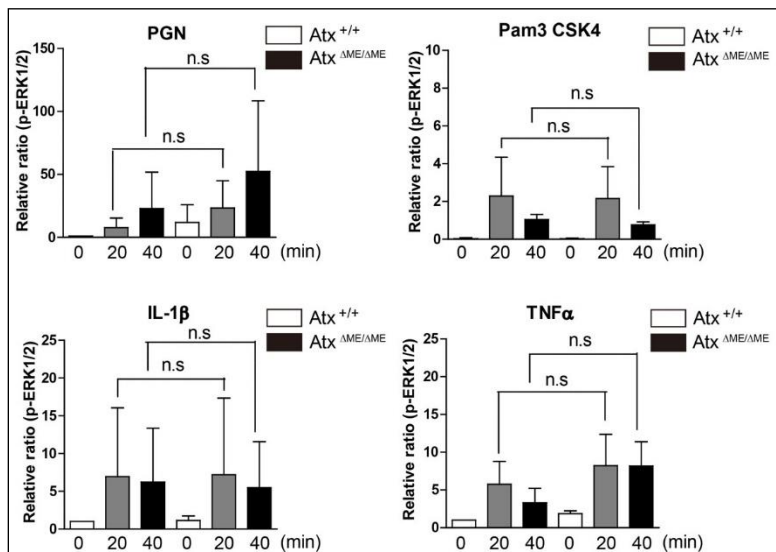 PGN
Atx +/+
Atx ΔME/ΔME
Relative ratio (p-ERK1/2)
150
100
50
0
n.s
n.s
0 20 40 0 20 40 (min)
Pam3 CSK4
Atx +/+
Atx ΔME/ΔME
Relative ratio (p-ERK1/2)
10
8
6
4
2
0
n.s
n.s
0 20 40 0 20 40 (min)
IL-1β
Atx +/+
Atx ΔME/ΔME
Relative ratio (p-ERK1/2)
25
20
15
10
5
0
n.s
n.s
0 20 40 0 20 40 (min)
TNFα
Atx +/+
Atx ΔME/ΔME
Relative ratio (p-ERK1/2)
25
20
15
10
5
0
n.s
n.s
0 20 40 0 20 40 (min)